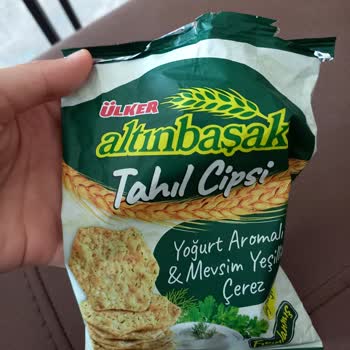 ÜLKER
altınbaşak
Tahıl Cipsi
Yoğurt Aromalı
& Mevsim
Çerez